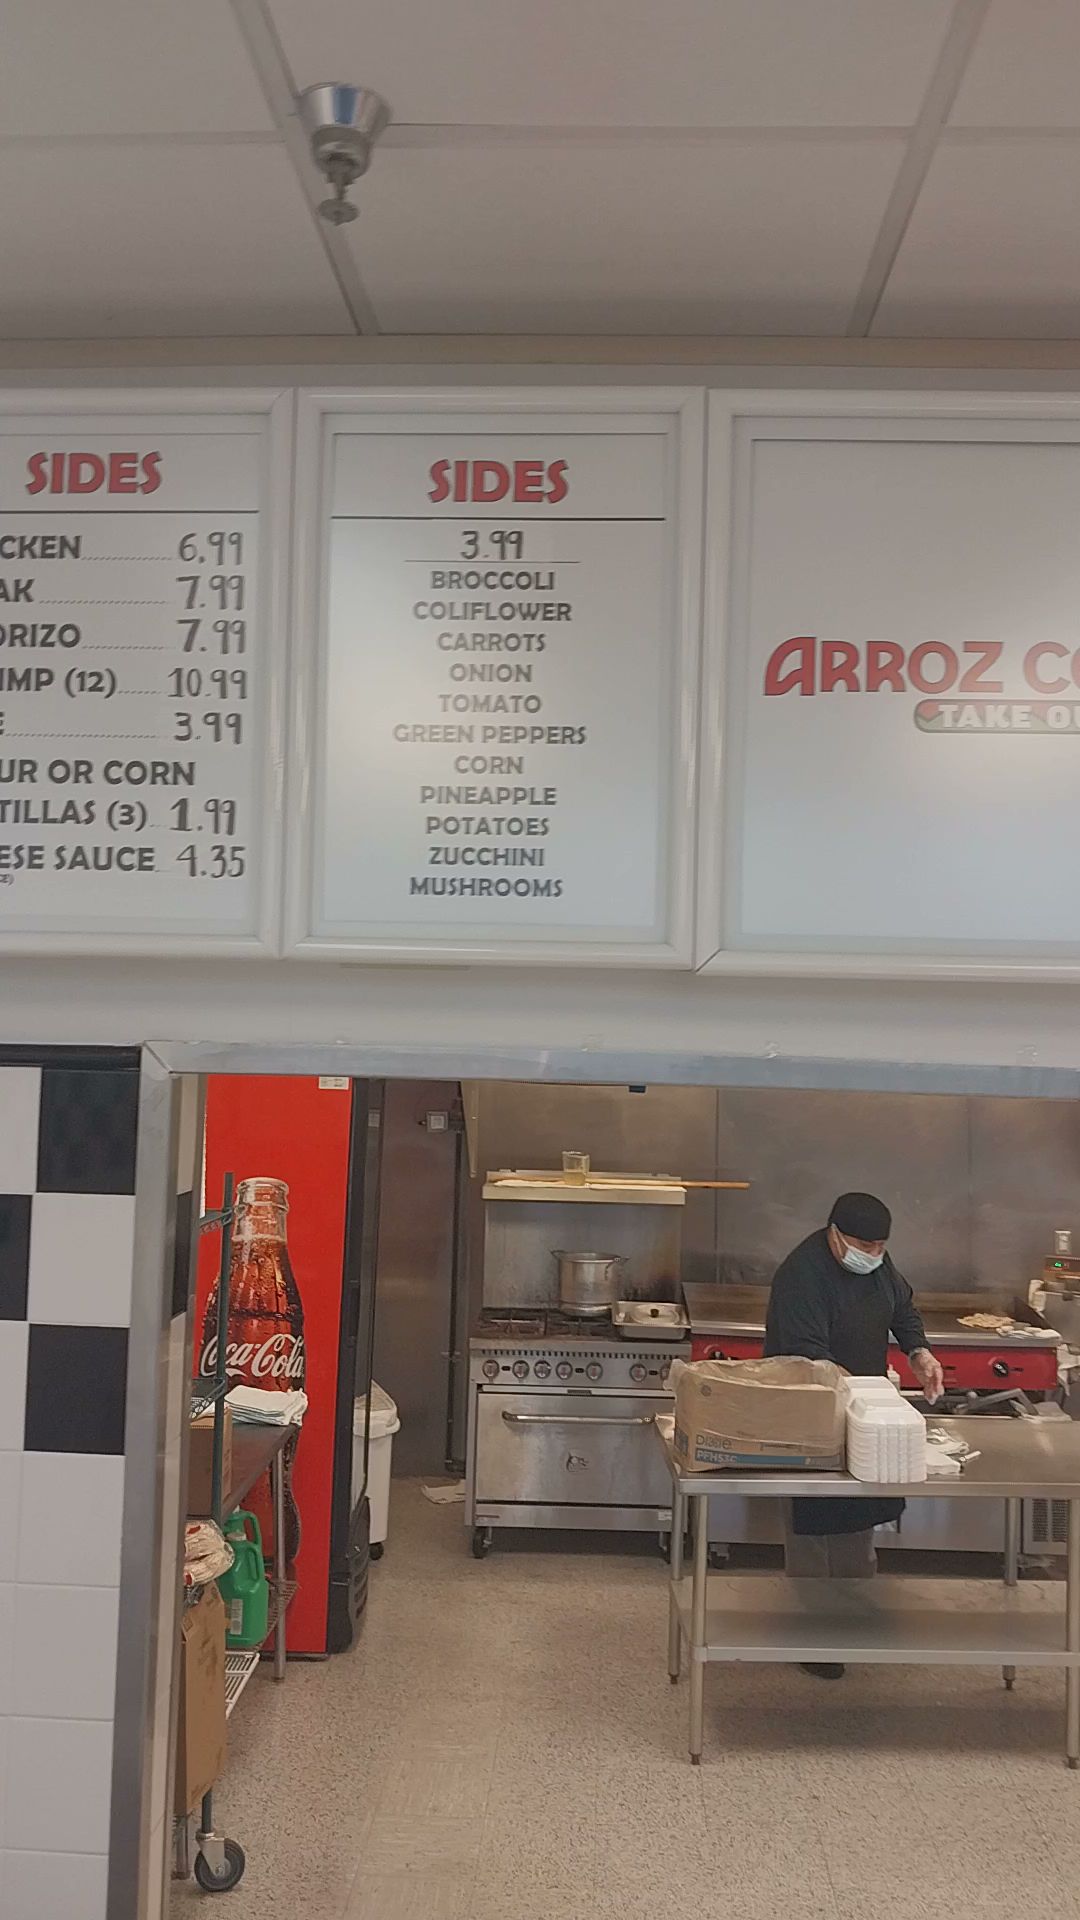 SIDES
CKEN 6.99
AK 7.99
ORIZO 7.99
IMP (12) 10.99
E 3.99
UR OR CORN
TILLAS (3) 1.99
ESE SAUCE 4.35
SIDES
3.99
BROCCOLI
COLIFLOWER
CARROTS
ONION
TOMATO
GREEN PEPPERS
CORN
PINEAPPLE
POTATOES
ZUCCHINI
MUSHROOMS
ARROZ CO
TAKE OU
Coca-Cola
Dixie